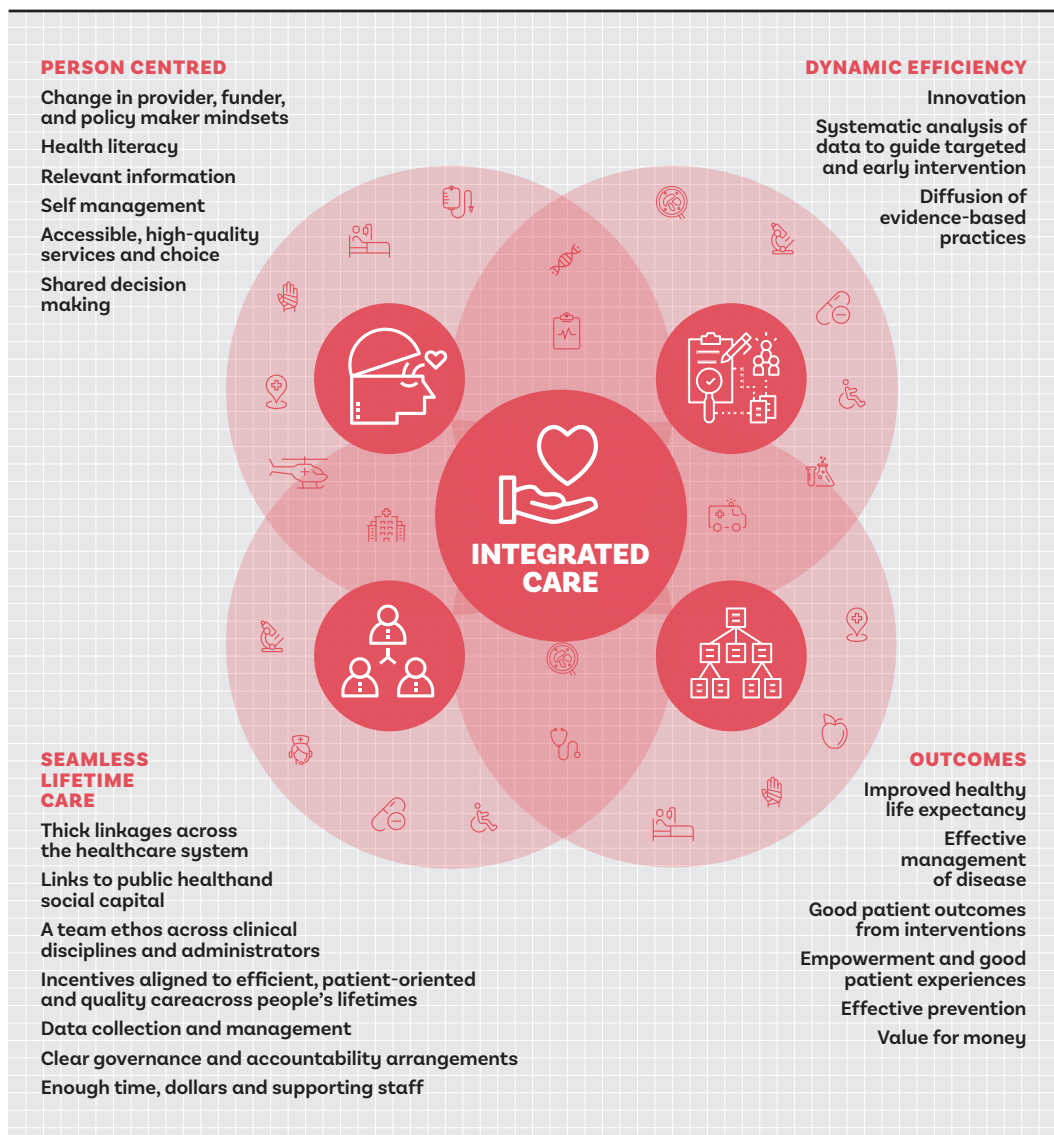 PERSON CENTRED
Change in provider, funder,
and policy maker mindsets
Health literacy
Relevant information
Self management
Accessible, high-quality
services and choice
Shared decision
making
DYNAMIC EFFICIENCY
Innovation
Systematic analysis of
data to guide targeted
and early intervention
Diffusion of
evidence-based
practices
INTEGRATED
CARE
SEAMLESS
LIFETIME
CARE
Thick linkages across
the healthcare system
Links to public healthand
social capital
A team ethos across clinical
disciplines and administrators
Incentives aligned to efficient, patient-oriented
and quality careacross people’s lifetimes
Data collection and management
Clear governance and accountability arrangements
Enough time, dollars and supporting staff
OUTCOMES
Improved healthy
life expectancy
Effective
management
of disease
Good patient outcomes
from interventions
Empowerment and good
patient experiences
Effective prevention
Value for money